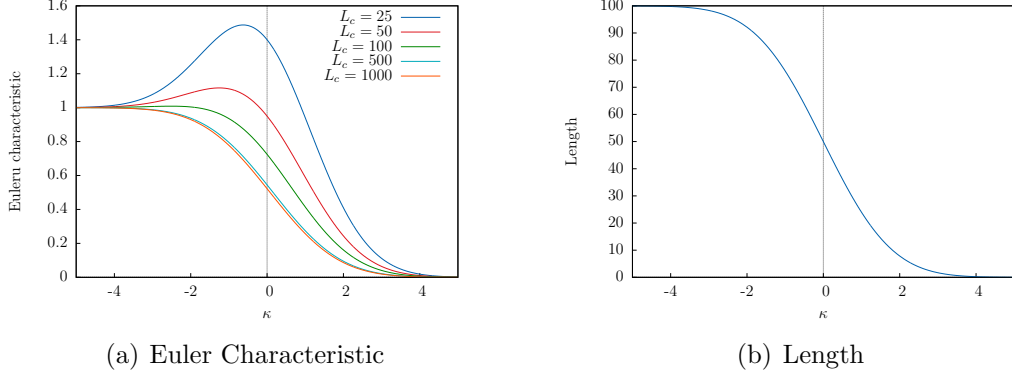 1.6
1.4
1.2
1
0.8
0.6
0.4
0.2
0
Euleru characteristic
-4
-2
0
2
4
κ
L_c = 25
L_c = 50
L_c = 100
L_c = 500
L_c = 1000
(a) Euler Characteristic
100
90
80
70
60
50
40
30
20
10
0
Length
-4
-2
0
2
4
κ
(b) Length